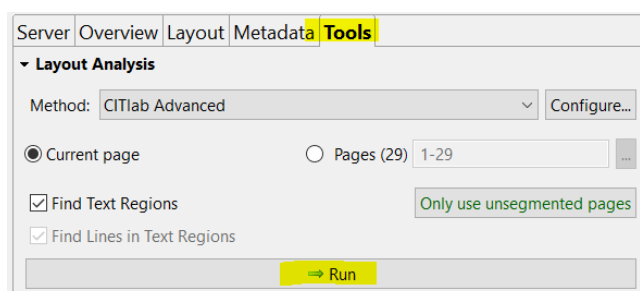 Server Overview Layout Metadata Tools
Layout Analysis
Method: CITlab Advanced Configure...
Current page Pages (29) 1-29 ...
Find Text Regions Only use unsegmented pages
Find Lines in Text Regions
⇒ Run